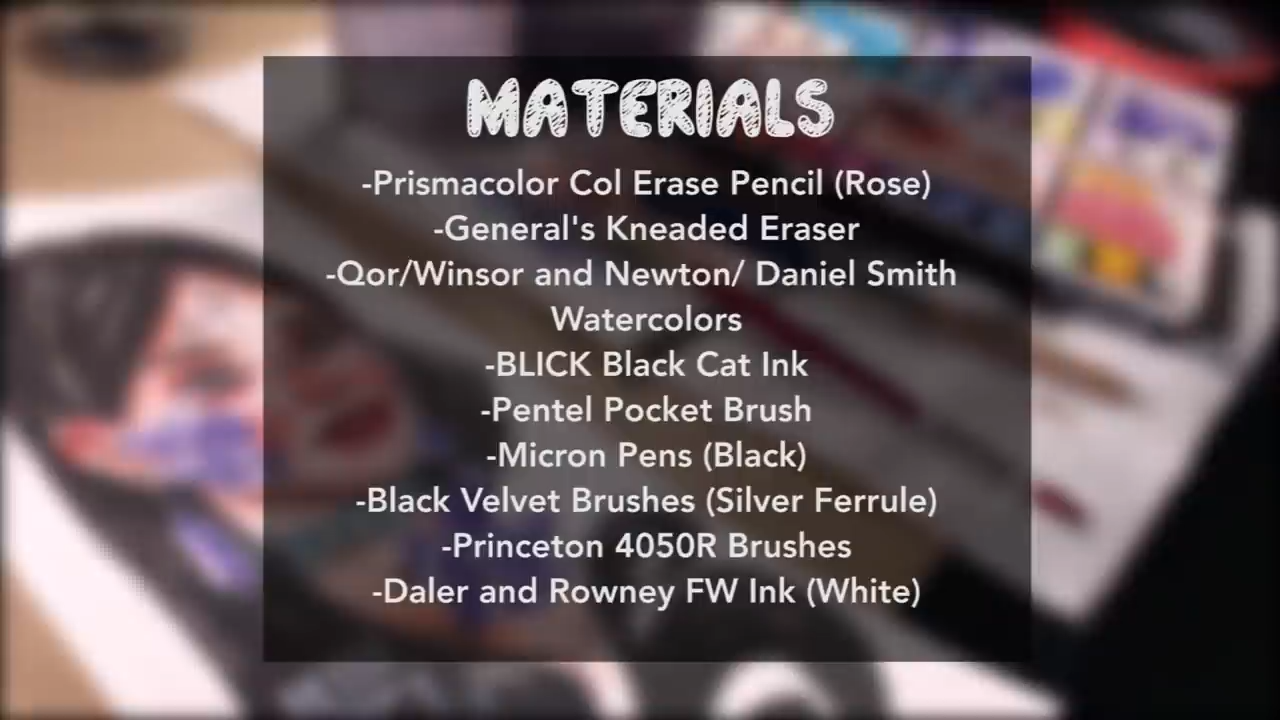 MATERIALS
-Prismacolor Col Erase Pencil (Rose)
-General's Kneaded Eraser
-Qor/Winsor and Newton/ Daniel Smith
Watercolors
-BLICK Black Cat Ink
-Pentel Pocket Brush
-Micron Pens (Black)
-Black Velvet Brushes (Silver Ferrule)
-Princeton 4050R Brushes
-Daler and Rowney FW Ink (White)